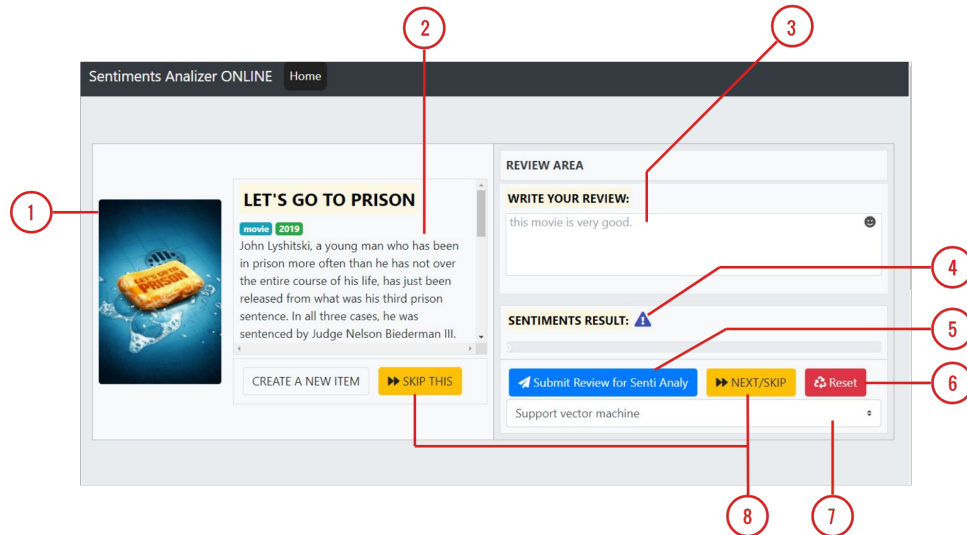 2
3
Sentiments Analizer ONLINE Home
1
LET'S GO TO PRISON
movie 2019
John Lyshitski, a young man who has been
in prison more often than he has not over
the entire course of his life, has just been
released from what was his third prison
sentence. In all three cases, he was
sentenced by Judge Nelson Biederman III.
LET'S GO TO
PRISON
CREATE A NEW ITEM
SKIP THIS
REVIEW AREA
WRITE YOUR REVIEW:
this movie is very good.
4
SENTIMENTS RESULT:
5
Submit Review for Senti Analy
NEXT/SKIP
Reset
6
Support vector machine
8
7